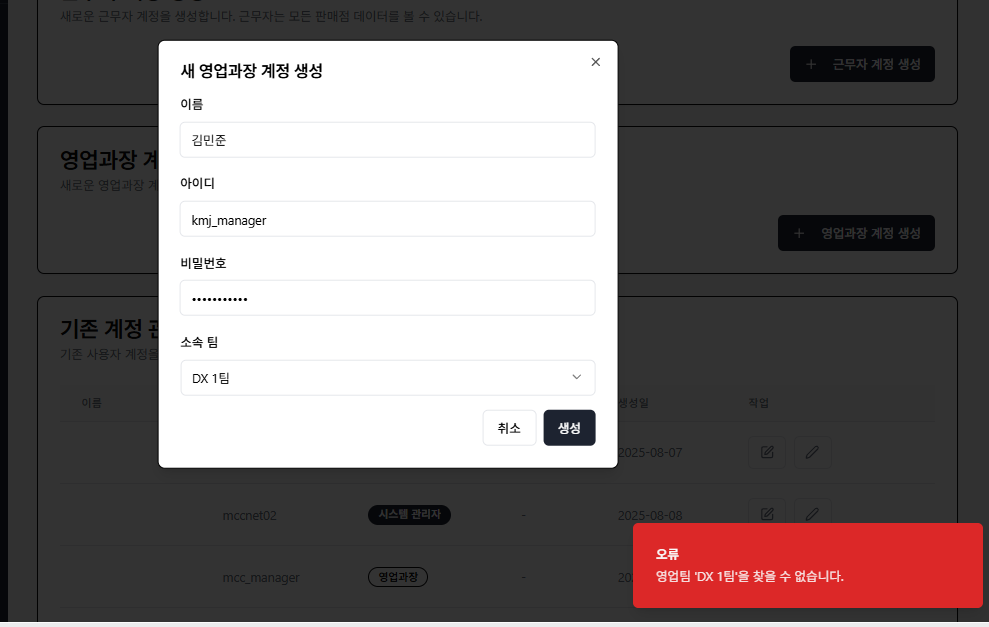 새로운 근무자 계정을 생성합니다. 근무자는 모든 판매점 데이터를 볼 수 있습니다.
+ 근무자 계정 생성
영업과장 계
새로운 영업과장 계
+ 영업과장 계정 생성
새 영업과장 계정 생성
이름
김민준
아이디
kmj_manager
비밀번호
•••••••••••
소속 팀
DX 1팀
취소
생성
기존 계정 관
기존 사용자 계정을
이름
생성일
작업
2025-08-07
mccnet02
시스템 관리자
-
2025-08-08
mcc_manager
영업과장
-
오류
영업팀 'DX 1팀'을 찾을 수 없습니다.